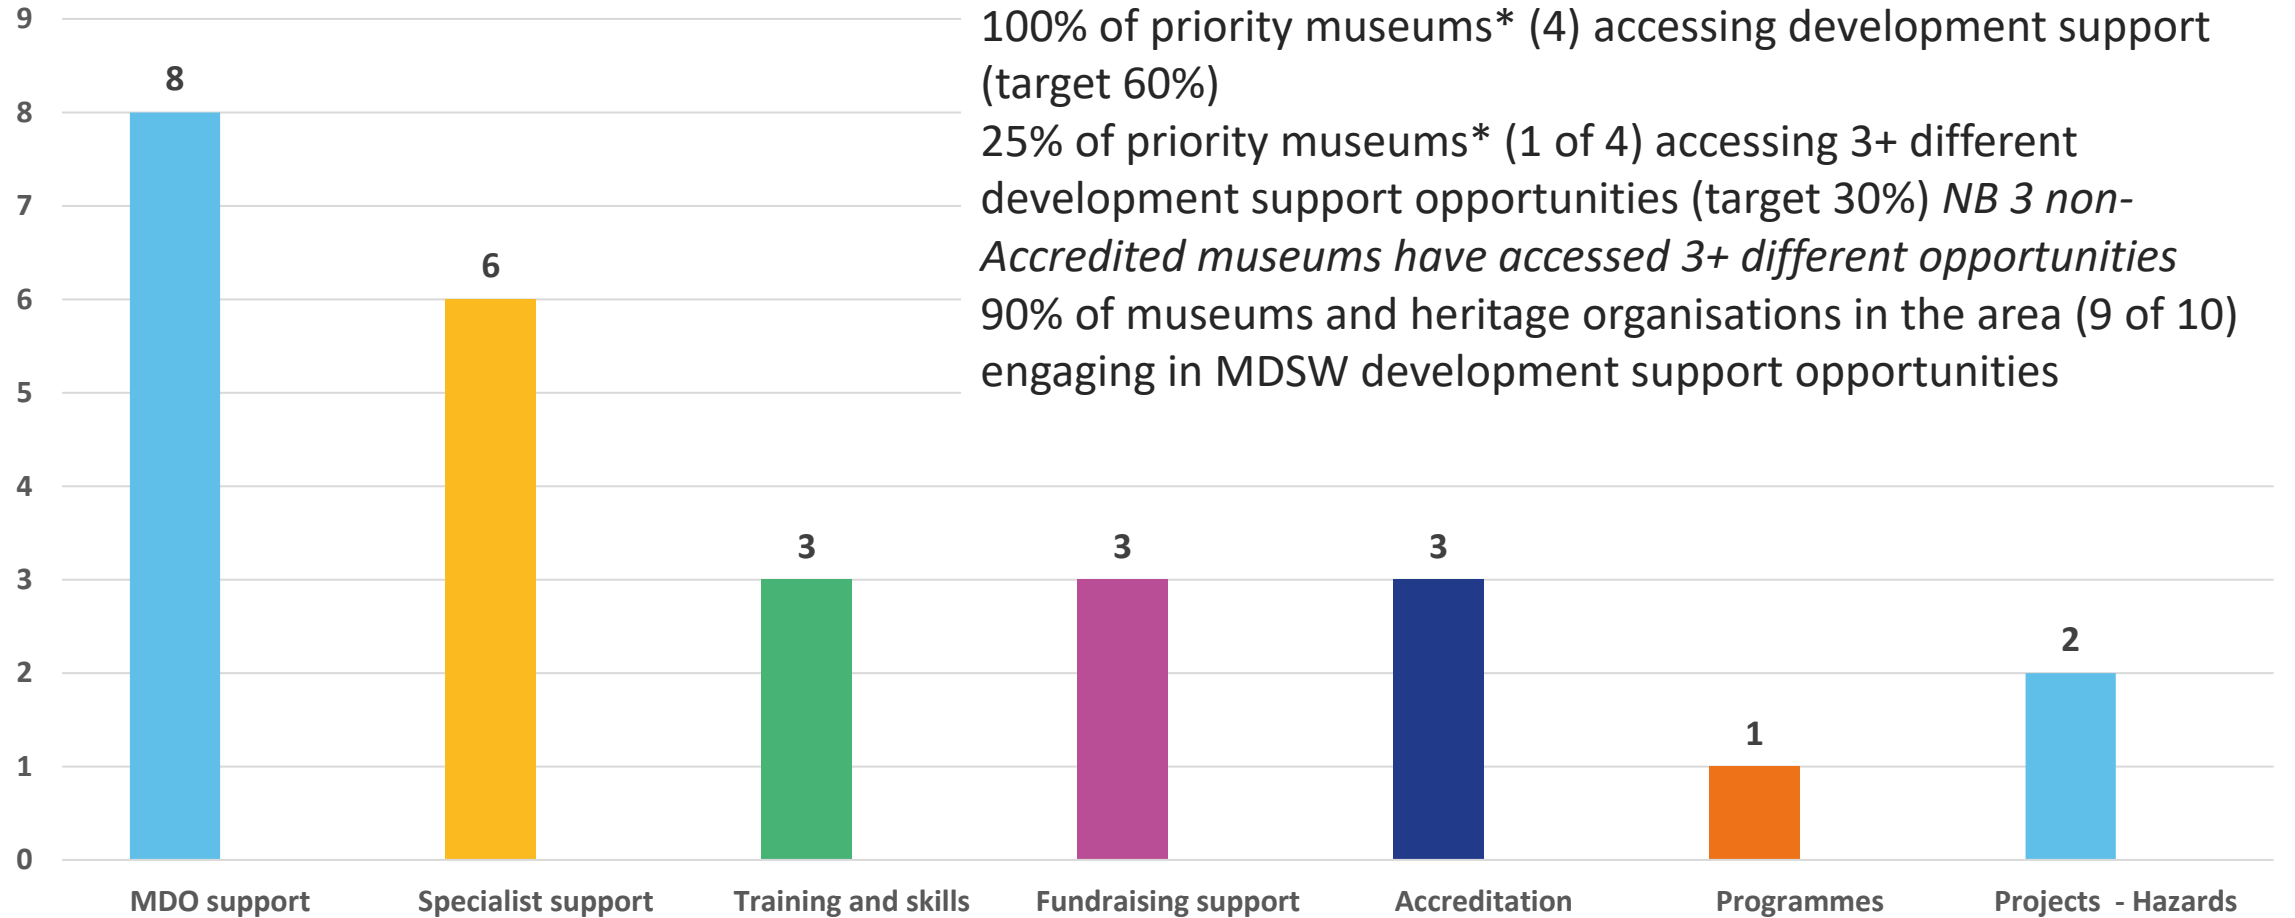 100% of priority museums* (4) accessing development support
(target 60%)
25% of priority museums* (1 of 4) accessing 3+ different
development support opportunities (target 30%) NB 3 non-
Accredited museums have accessed 3+ different opportunities
90% of museums and heritage organisations in the area (9 of 10)
engaging in MDSW development support opportunities
9
8
7
6
5
4
3
2
1
0
8
6
3
3
3
1
2
MDO support
Specialist support
Training and skills
Fundraising support
Accreditation
Programmes
Projects - Hazards